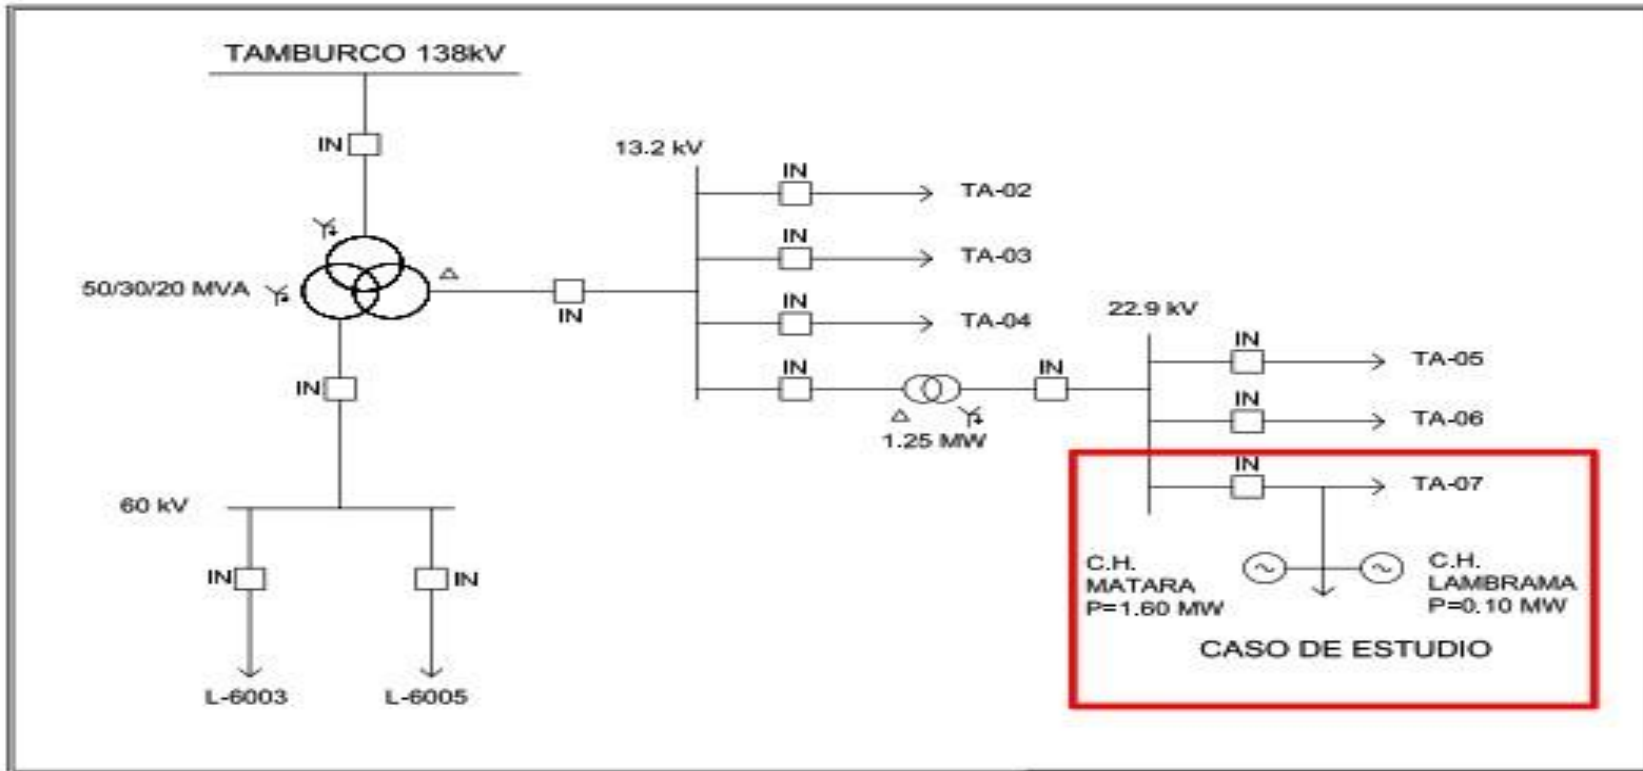 TAMBURCO 138kV
IN
13.2 kV
IN
TA-02
IN
TA-03
50/30/20 MVA
IN
IN
TA-04
22.9 kV
IN
TA-05
IN
IN
IN
1.25 MW
IN
TA-06
IN
TA-07
60 kV
IN
IN
C.H.
MATARA
P=1.60 MW
C.H.
LAMBRAMA
P=0.10 MW
CASO DE ESTUDIO
L-6003
L-6005